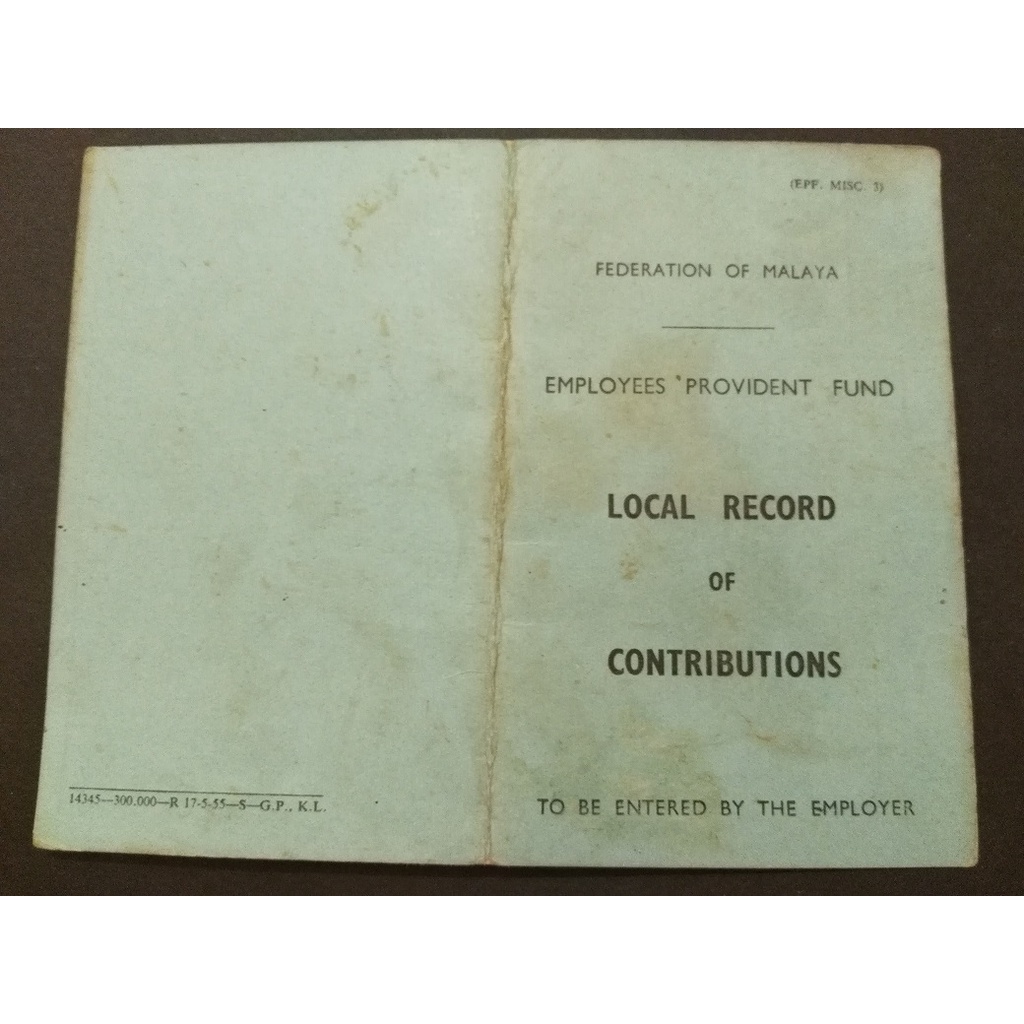 (EPF. MISC. 3)
FEDERATION OF MALAYA
EMPLOYEES' PROVIDENT FUND
LOCAL RECORD
OF
CONTRIBUTIONS
TO BE ENTERED BY THE EMPLOYER
14345—300.000—R 17-5-55—S—G.P., K.L.